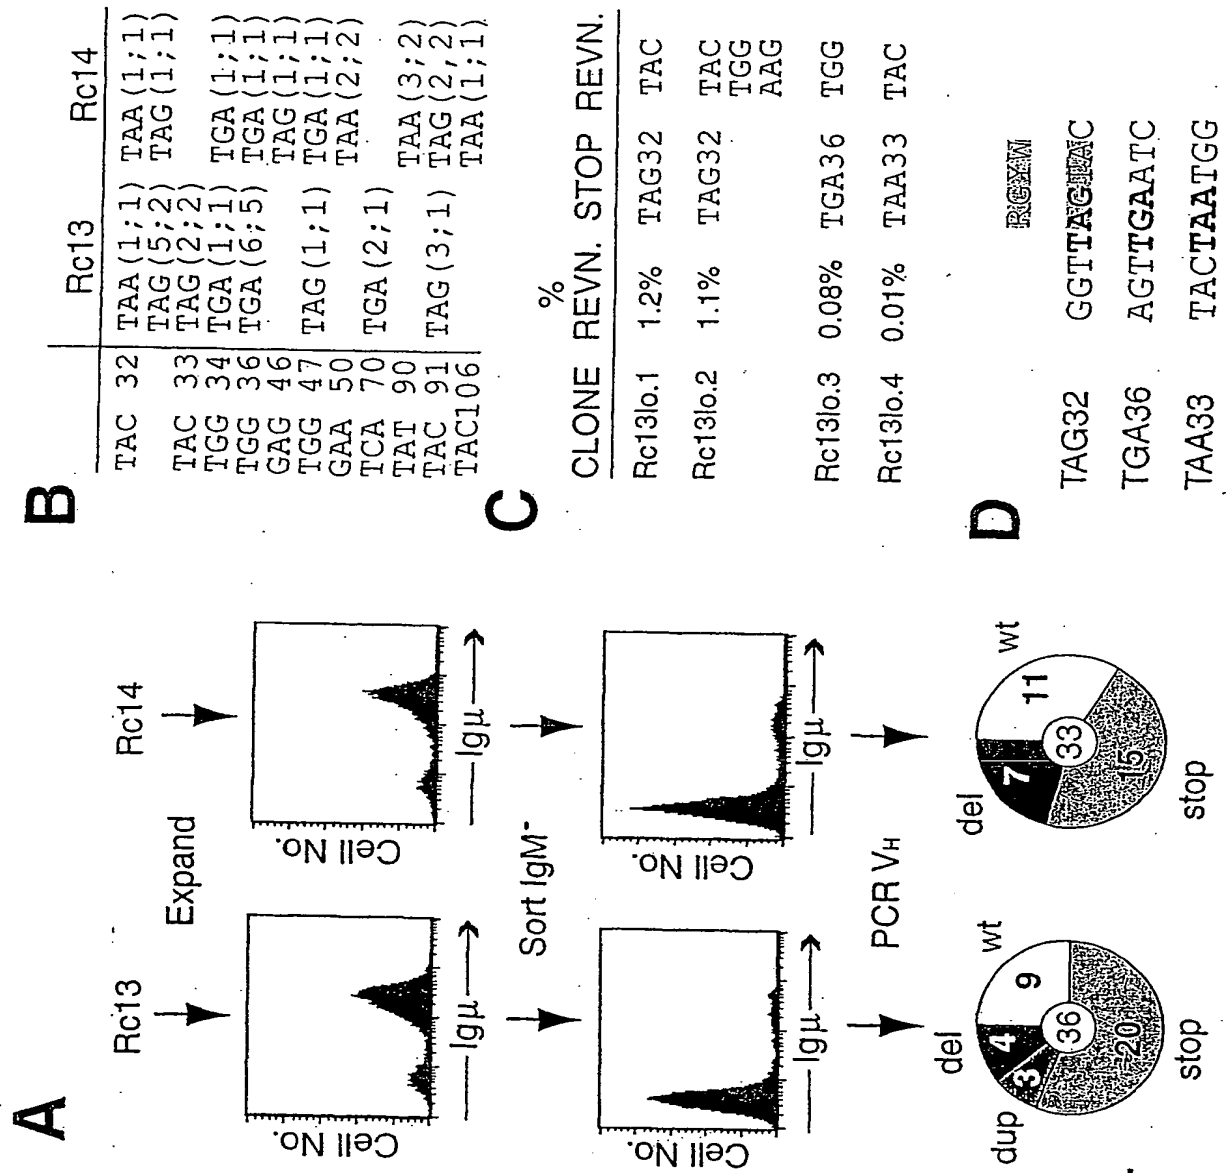 A
Rc13 Rc14
Expand
Cell No. Cell No.
Igµ Igµ
Sort IgM-
Cell No. Cell No.
Igµ Igµ
PCR VH
dup del wt
3 4 9
36
20
stop
del wt
7 11
33
15
stop
B
Rc13 Rc14
TAC 32 TAA(1;1) TAA(1;1)
TAG(5;2) TAG(1;1)
TAC 33 TAG(2;2)
TGG 34 TGA(1;1) TGA(1;1)
TGG 36 TGA(6;5) TGA(1;1)
GAG 46 TAG(1;1)
TGG 47 TAG(1;1) TGA(1;1)
GAA 50 TAA(2;2)
TCA 70 TGA(2;1)
TAT 90 TAA(3;2)
TAC 91 TAG(3;1) TAG(2,2)
TAC106 TAA(1;1)
C
%
CLONE REVN. STOP REVN.
Rc13lo.1 1.2% TAG32 TAC
Rc13lo.2 1.1% TAG32 TAC
TGG
AAG
Rc13lo.3 0.08% TGA36 TGG
Rc13lo.4 0.01% TAA33 TAC
D
RGYW
TAG32 GGTTAGTAC
TGA36 AGTTGAATC
TAA33 TACTAATGG